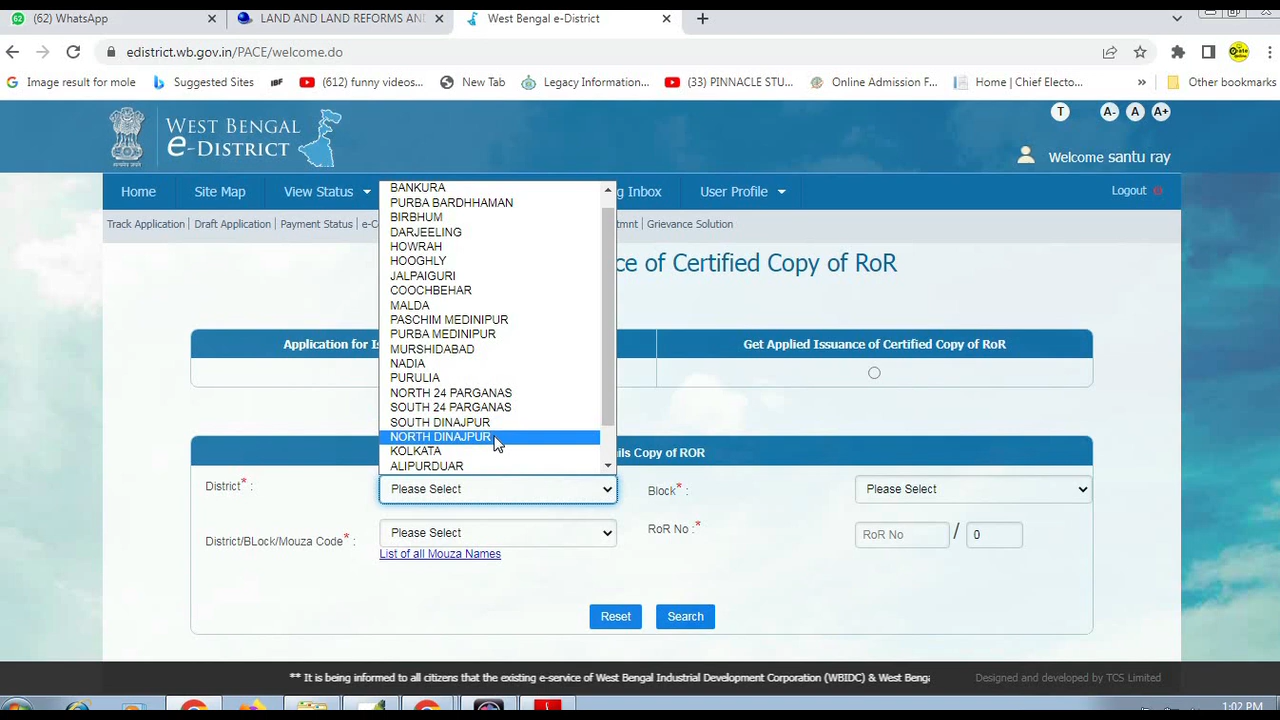 (62) WhatsApp
LAND AND LAND REFORMS AN
West Bengal e-District
edistrict.wb.gov.in/PACE/welcome.do
Image result for mole
Suggested Sites
(612) funny videos...
New Tab
Legacy Information...
(33) PINNACLE STU...
Online Admission F...
Home | Chief Electo...
»
Other bookmarks
WEST BENGAL
e-DISTRICT
T A- A A+
Welcome santu ray
Home
Site Map
View Status
g Inbox
User Profile
Logout
Track Application | Draft Application | Payment Status | e-C
tmnt | Grievance Solution
ce of Certified Copy of RoR
BANKURA
PURBA BARDHHAMAN
BIRBHUM
DARJEELING
HOWRAH
HOOGHLY
JALPAIGURI
COOCHBEHAR
MALDA
PASCHIM MEDINIPUR
PURBA MEDINIPUR
MURSHIDABAD
NADIA
PURULIA
NORTH 24 PARGANAS
SOUTH 24 PARGANAS
SOUTH DINAJPUR
NORTH DINAJPUR
KOLKATA
ALIPURDUAR
Application for I
Get Applied Issuance of Certified Copy of RoR
ils Copy of ROR
District* :
Please Select
Block* :
Please Select
District/BLock/Mouza Code* :
Please Select
RoR No :*
RoR No / 0
List of all Mouza Names
Reset
Search
** It is being informed to all citizens that the existing e-service of West Bengal Industrial Development Corporation (WBIDC) & West Benga
Designed and developed by TCS Limited
1:02 PM